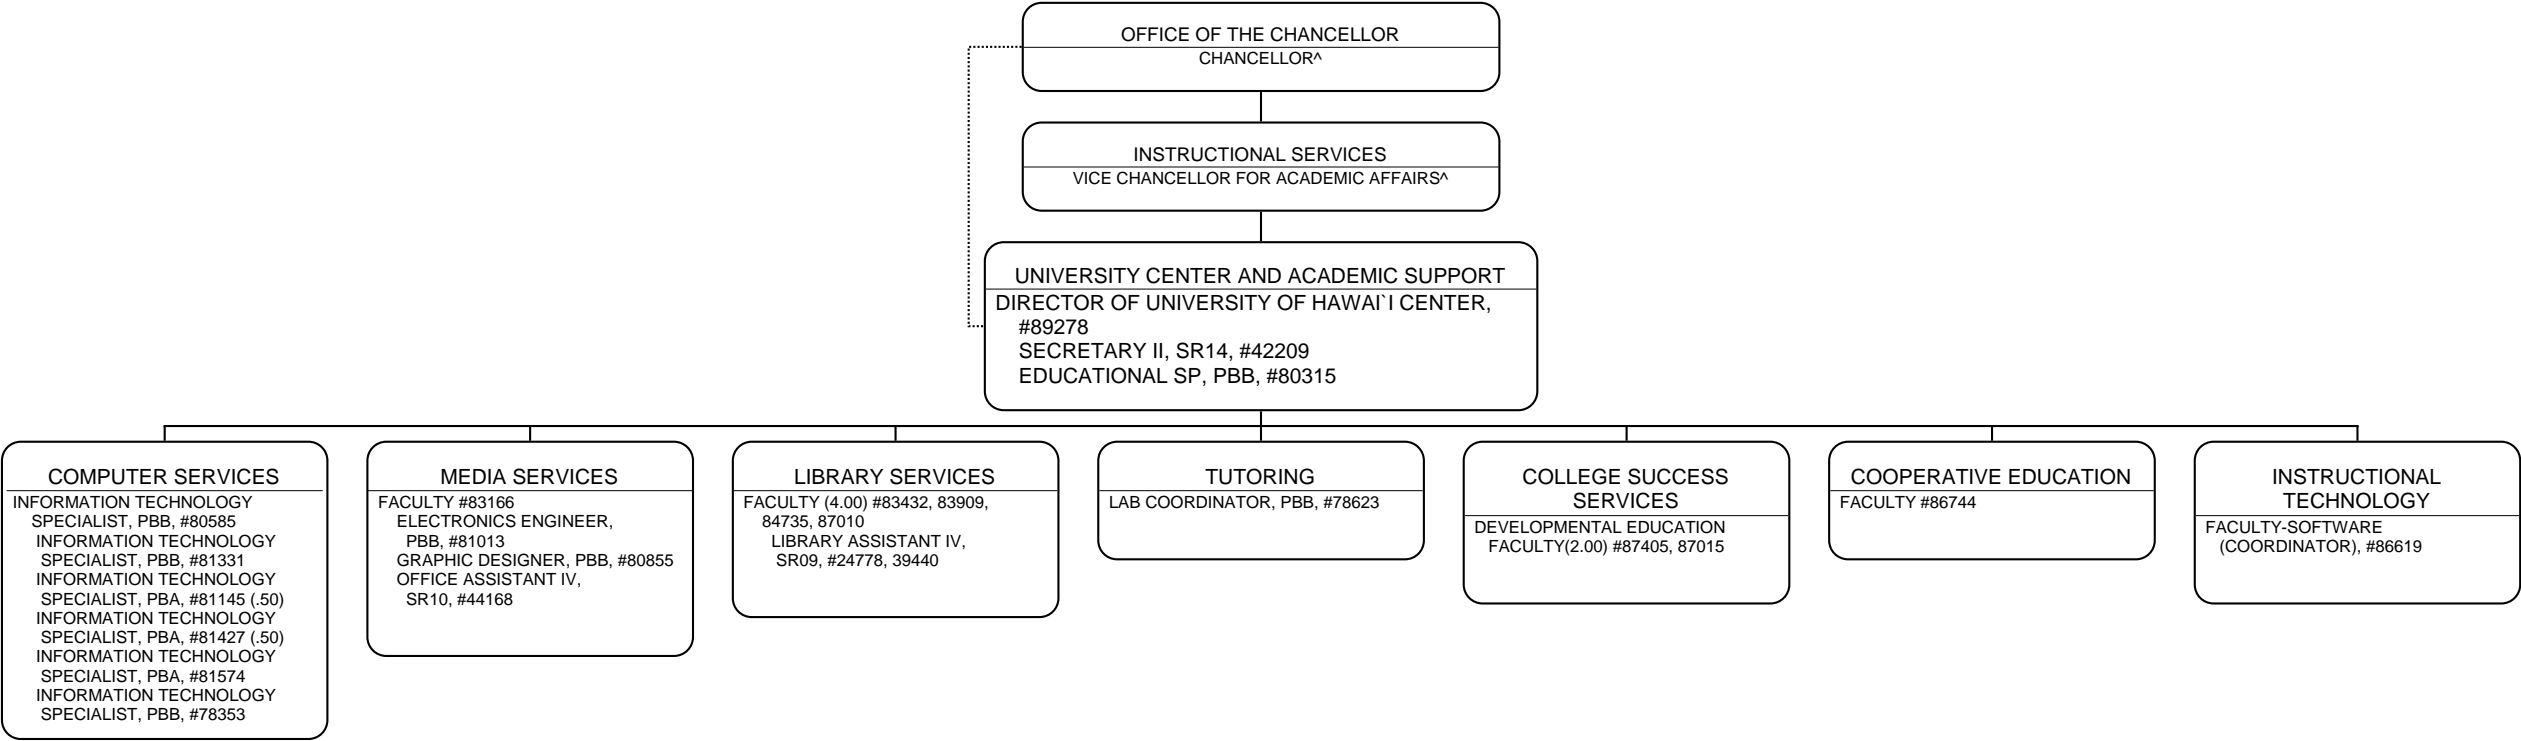 OFFICE OF THE CHANCELLOR
CHANCELLOR^
INSTRUCTIONAL SERVICES
VICE CHANCELLOR FOR ACADEMIC AFFAIRS^
UNIVERSITY CENTER AND ACADEMIC SUPPORT
DIRECTOR OF UNIVERSITY OF HAWAI`I CENTER,
#89278
SECRETARY II, SR14, #42209
EDUCATIONAL SP, PBB, #80315
COMPUTER SERVICES
INFORMATION TECHNOLOGY
SPECIALIST, PBB, #80585
INFORMATION TECHNOLOGY
SPECIALIST, PBB, #81331
INFORMATION TECHNOLOGY
SPECIALIST, PBA, #81145 (.50)
INFORMATION TECHNOLOGY
SPECIALIST, PBA, #81427 (.50)
INFORMATION TECHNOLOGY
SPECIALIST, PBA, #81574
INFORMATION TECHNOLOGY
SPECIALIST, PBB, #78353
MEDIA SERVICES
FACULTY #83166
ELECTRONICS ENGINEER,
PBB, #81013
GRAPHIC DESIGNER, PBB, #80855
OFFICE ASSISTANT IV,
SR10, #44168
LIBRARY SERVICES
FACULTY (4.00) #83432, 83909,
84735, 87010
LIBRARY ASSISTANT IV,
SR09, #24778, 39440
TUTORING
LAB COORDINATOR, PBB, #78623
COLLEGE SUCCESS
SERVICES
DEVELOPMENTAL EDUCATION
FACULTY(2.00) #87405, 87015
COOPERATIVE EDUCATION
FACULTY #86744
INSTRUCTIONAL
TECHNOLOGY
FACULTY-SOFTWARE
(COORDINATOR), #86619